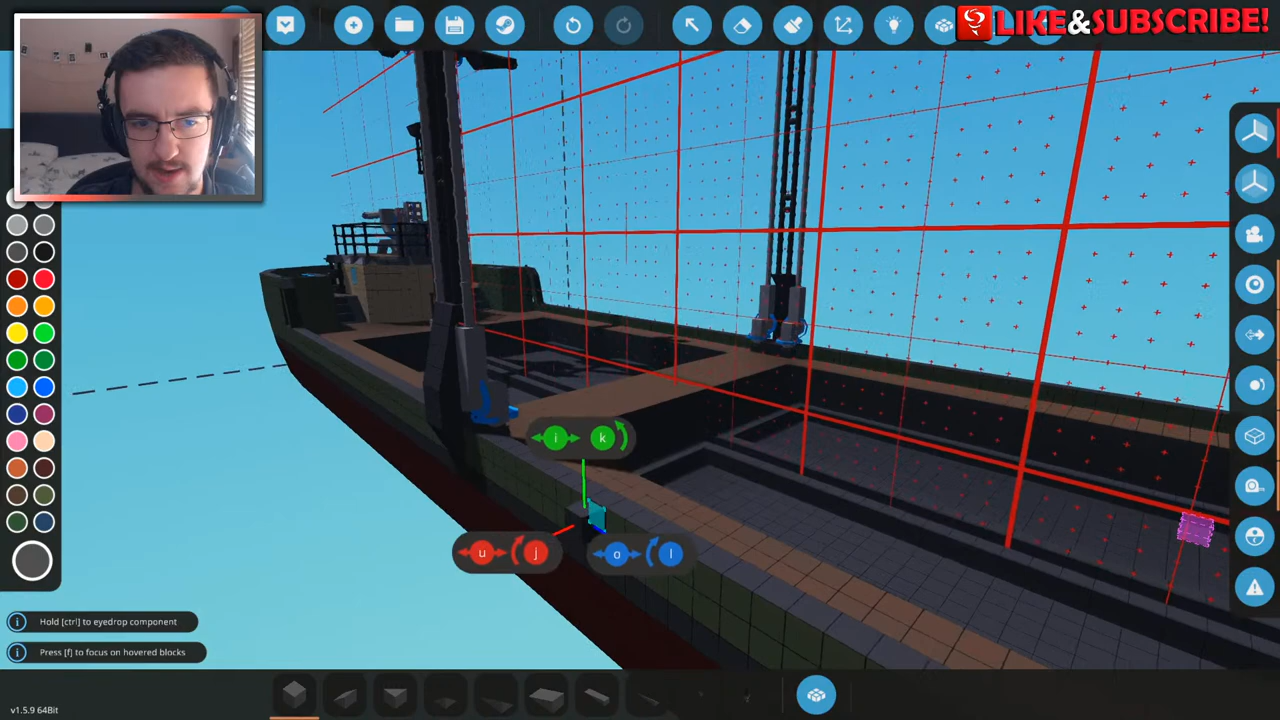 LIKE&SUBSCRIBE!
i k
u j
o l
Hold [ctrl] to eyedrop component
Press [f] to focus on hovered blocks
v1.5.9 64Bit